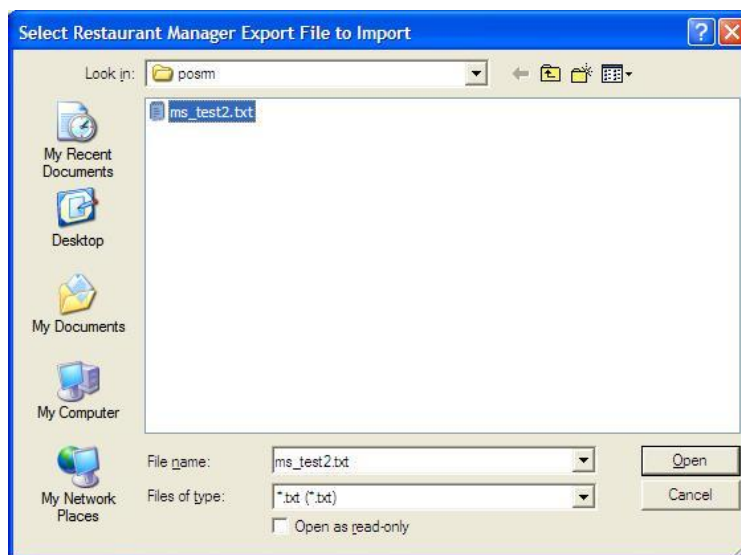 Select Restaurant Manager Export File to Import
Look in: posrm
ms_test2.txt
My Recent
Documents
Desktop
My Documents
My Computer
My Network
Places
File name: ms_test2.txt Open
Files of type: *.txt (*.txt) Cancel
Open as read-only